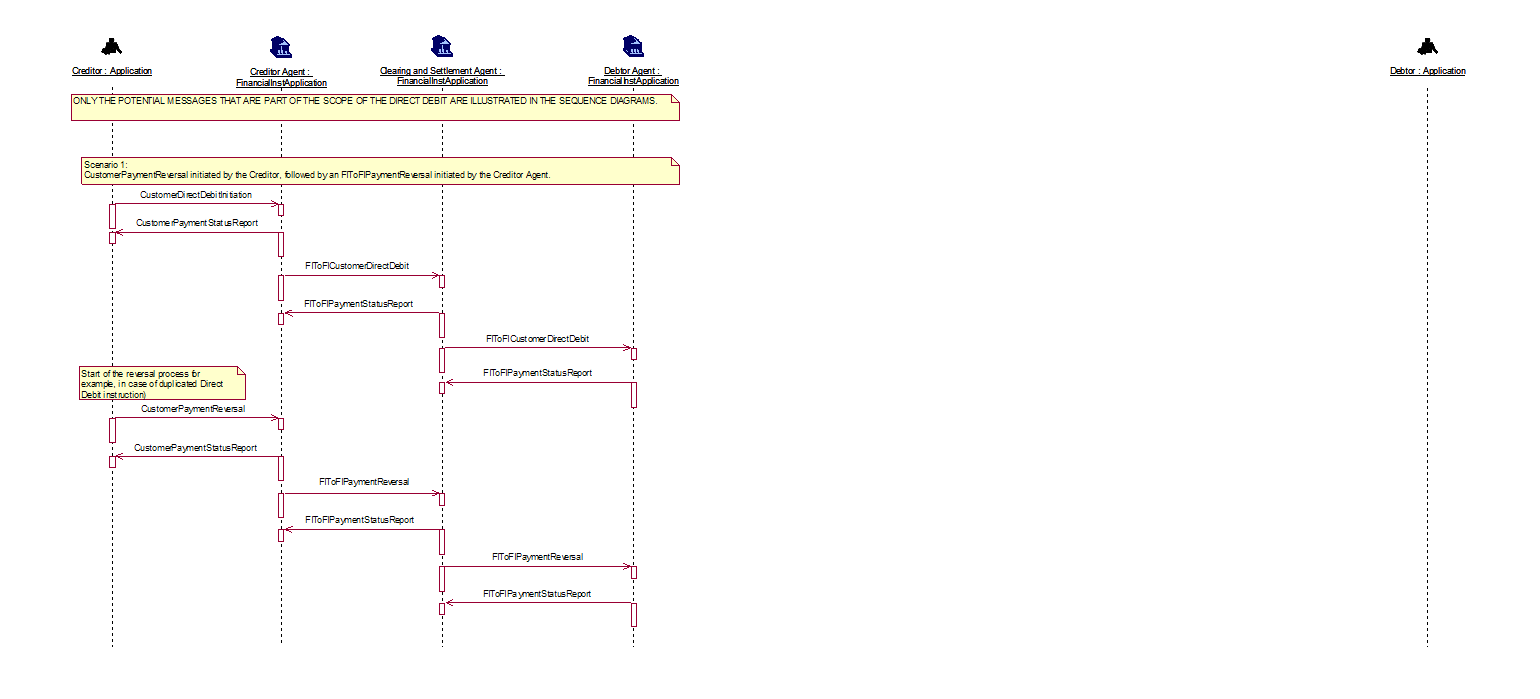 Creditor : Application
Creditor Agent :
FinancialInstApplication
Clearing and Settlement Agent :
FinancialInstApplication
Debtor Agent :
FinancialInstApplication
Debtor : Application
ONLY THE POTENTIAL MESSAGES THAT ARE PART OF THE SCOPE OF THE DIRECT DEBIT ARE ILLUSTRATED IN THE SEQUENCE DIAGRAMS.
Scenario 1:
CustomerPaymentReversal initiated by the Creditor, followed by an FIToFIPaymentReversal initiated by the Creditor Agent.
CustomerDirectDebitInitiation
CustomerPaymentStatusReport
FIToFICustomerDirectDebit
FIToFIPaymentStatusReport
FIToFICustomerDirectDebit
FIToFIPaymentStatusReport
Start of the reversal process for
example, in case of duplicated Direct
Debit instruction)
CustomerPaymentReversal
CustomerPaymentStatusReport
FIToFIPaymentReversal
FIToFIPaymentStatusReport
FIToFIPaymentReversal
FIToFIPaymentStatusReport